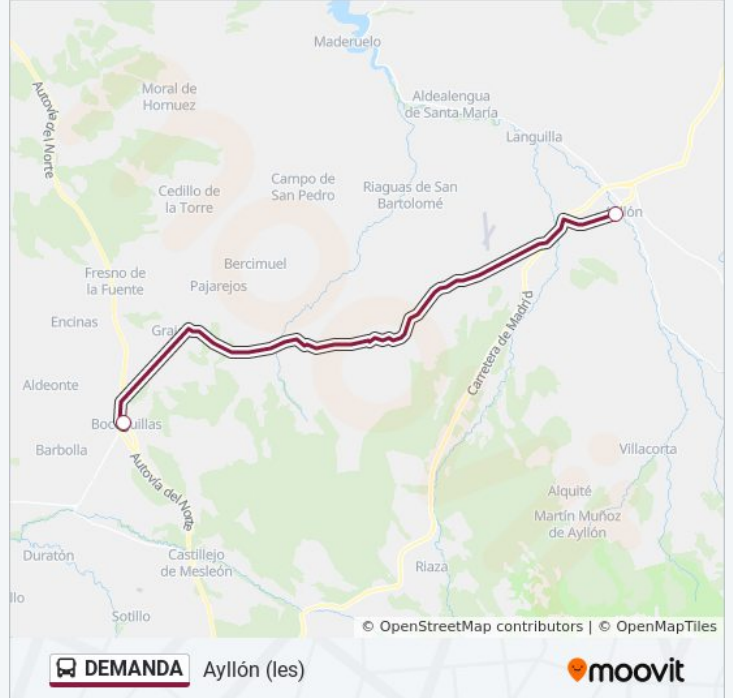 Maderuelo
Moral de
Hornuez
Aldealengua
de Santa María
Autovía del Norte
Languilla
Campo de
San Pedro
Riaguas de San
Bartolomé
Cedillo de
la Torre
Bercimuel
Fresno de
la Fuente
Pajarejos
Encinas
Carretera de Madrid
Aldeonte
Barbolla
Autovía del Norte
Villacorta
Alquité
Martín Muñoz
de Ayllón
Duratón
Castillejo
de Mesleón
Riaza
Sotillo
© OpenStreetMap contributors | © OpenMapTiles
DEMANDA Ayllón (Ies)
moovit